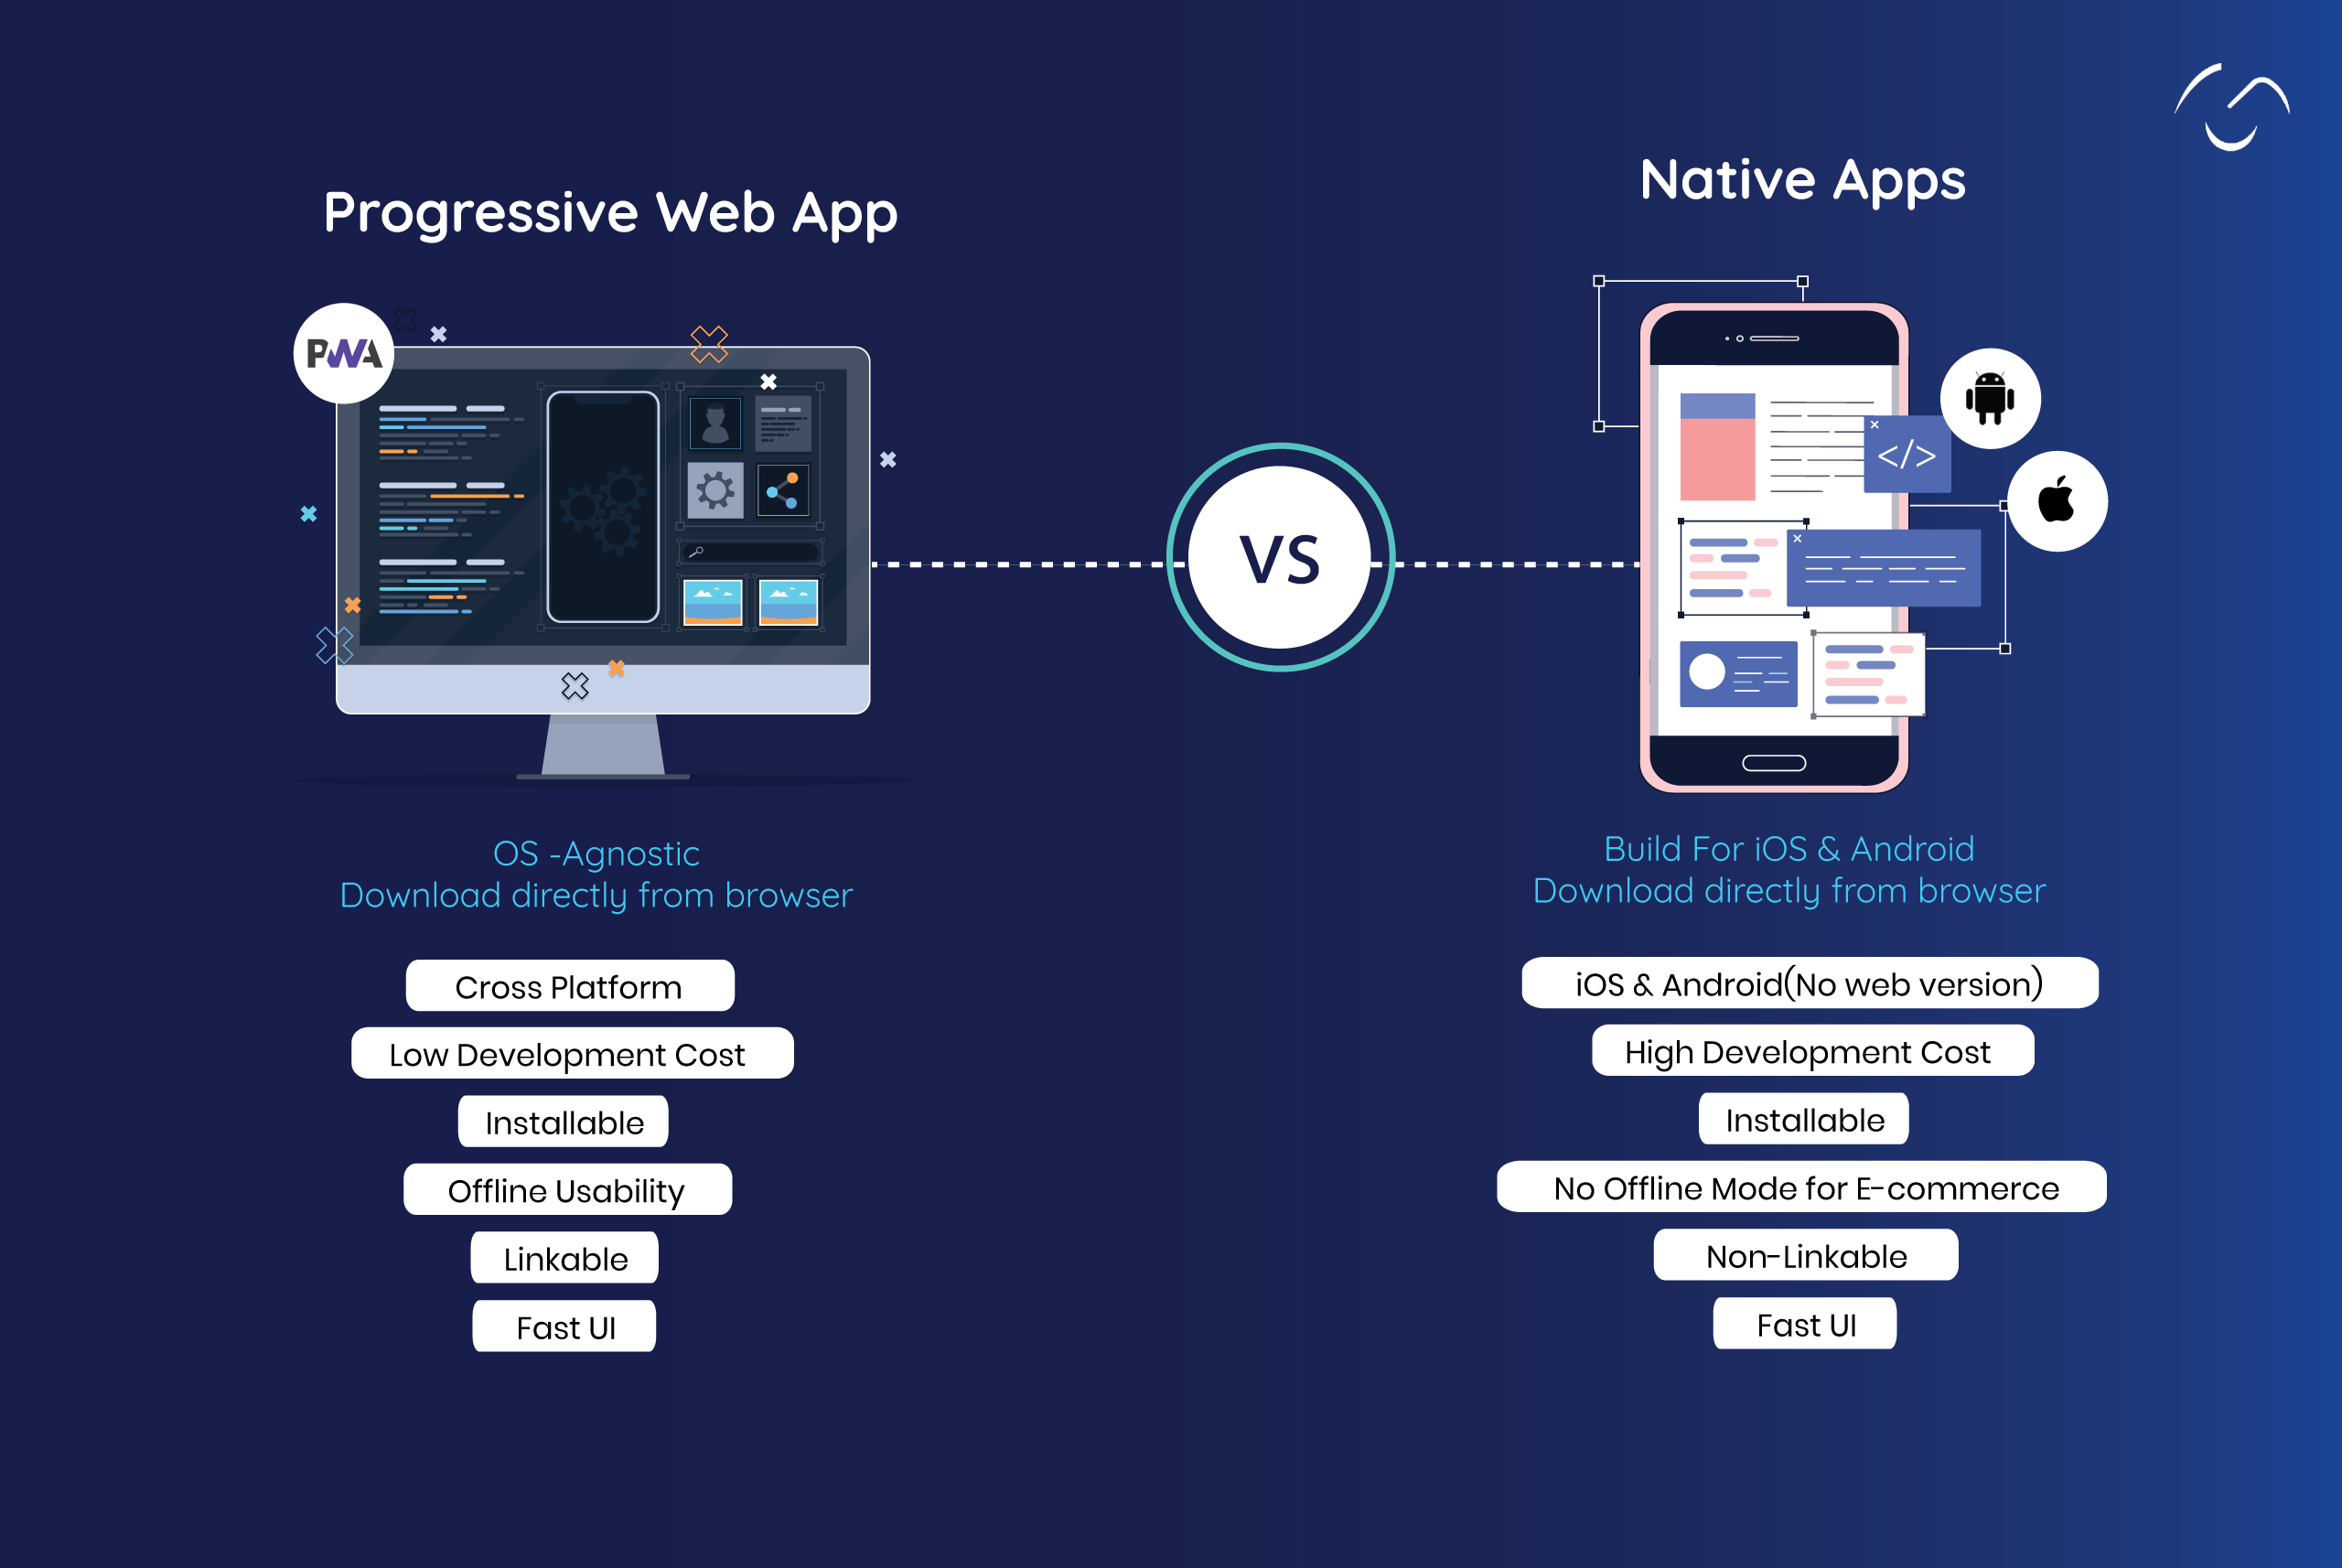 Progressive Web App
PWA
OS -Agnostic
Download directly from browser
Cross Platform
Low Development Cost
Installable
Offline Usability
Linkable
Fast UI
VS
Native Apps
</>
Build For iOS & Android
Download directly from browser
iOS & Android(No web version)
High Development Cost
Installable
No Offline Mode for E-commerce
Non-Linkable
Fast UI